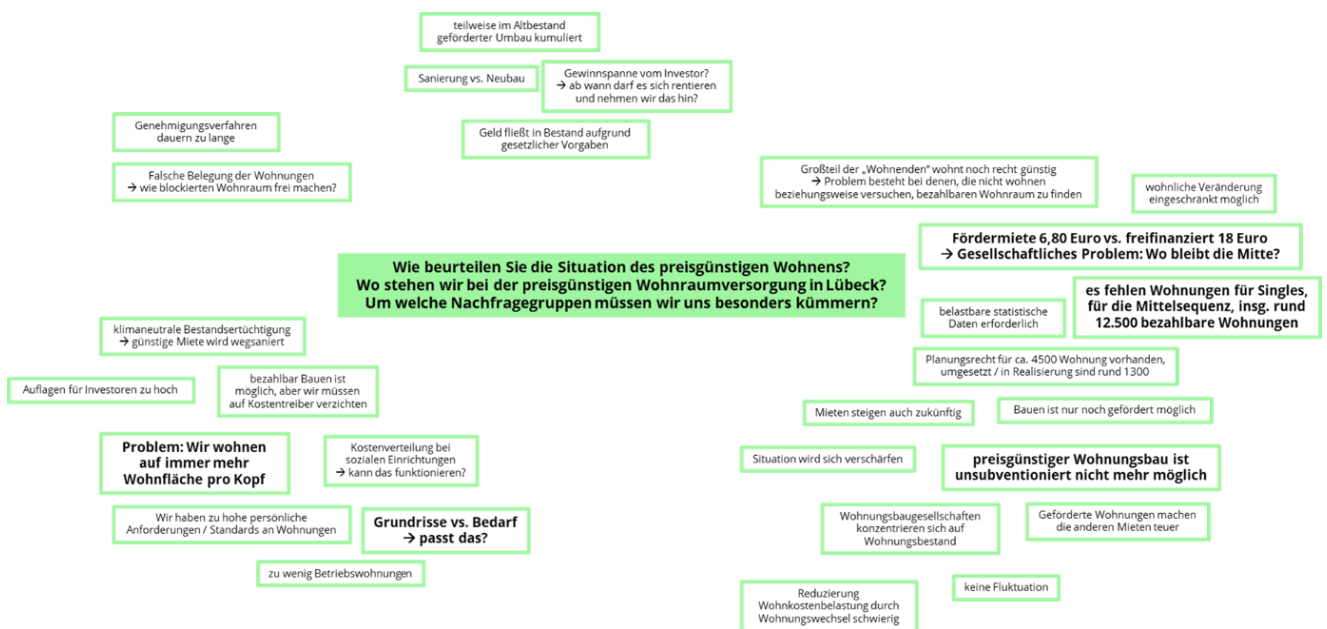 teilweise im Altbestand
geförderter Umbau kumuliert
Sanierung vs. Neubau
Gewinnspanne vom Investor?
→ ab wann darf es sich rentieren
und nehmen wir das hin?
Geld fließt in Bestand aufgrund
gesetzlicher Vorgaben
Genehmigungsverfahren
dauern zu lange
Falsche Belegung der Wohnungen
→ wie blockierten Wohnraum frei machen?
Großteil der „Wohnenden“ wohnt noch recht günstig
→ Problem besteht bei denen, die nicht wohnen
beziehungsweise versuchen, bezahlbaren Wohnraum zu finden
wohnliche Veränderung
eingeschränkt möglich
Fördermiete 6,80 Euro vs. freifinanziert 18 Euro
→ Gesellschaftliches Problem: Wo bleibt die Mitte?
Wie beurteilen Sie die Situation des preisgünstigen Wohnens?
Wo stehen wir bei der preisgünstigen Wohnraumversorgung in Lübeck?
Um welche Nachfragegruppen müssen wir uns besonders kümmern?
es fehlen Wohnungen für Singles,
für die Mittelsequenz, insg. rund
12.500 bezahlbare Wohnungen
belastbare statistische
Daten erforderlich
Planungsrecht für ca. 4500 Wohnung vorhanden,
umgesetzt / in Realisierung sind rund 1300
klimaneutrale Bestandsertüchtigung
→ günstige Miete wird wegsaniert
Auflagen für Investoren zu hoch
bezahlbar Bauen ist
möglich, aber wir müssen
auf Kostentreiber verzichten
Mieten steigen auch zukünftig
Bauen ist nur noch gefördert möglich
Problem: Wir wohnen
auf immer mehr
Wohnfläche pro Kopf
Kostenverteilung bei
sozialen Einrichtungen
→ kann das funktionieren?
Situation wird sich verschärfen
preisgünstiger Wohnungsbau ist
unsubventioniert nicht mehr möglich
Wir haben zu hohe persönliche
Anforderungen / Standards an Wohnungen
Grundrisse vs. Bedarf
→ passt das?
Wohnungsbaugesellschaften
konzentrieren sich auf
Wohnungsbestand
Geförderte Wohnungen machen
die anderen Mieten teuer
zu wenig Betriebswohnungen
Reduzierung
Wohnkostenbelastung durch
Wohnungswechsel schwierig
keine Fluktuation